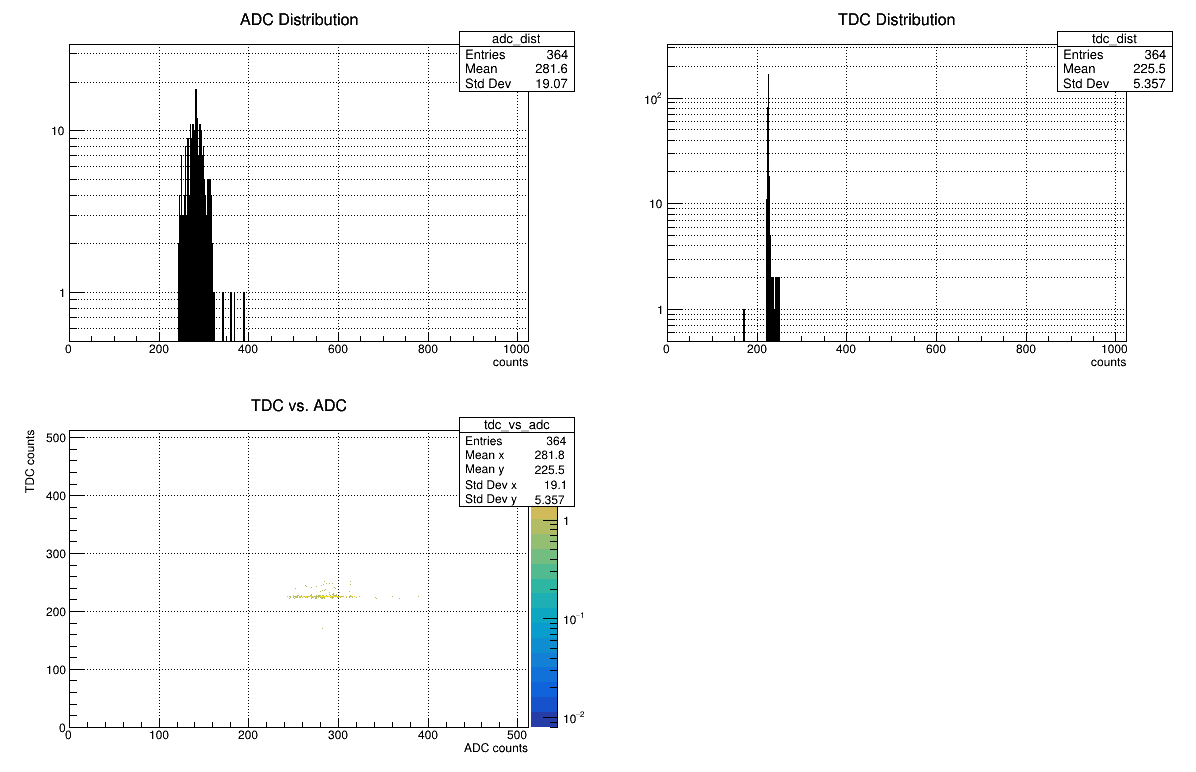 ADC Distribution
adc_dist
Entries 364
Mean 281.6
Std Dev 19.07
10
1
0 200 400 600 800 1000
counts
TDC Distribution
tdc_dist
Entries 364
Mean 225.5
Std Dev 5.357
10²
10
1
0 200 400 600 800 1000
counts
TDC vs. ADC
tdc_vs_adc
Entries 364
Mean x 281.8
Mean y 225.5
Std Dev x 19.1
Std Dev y 5.357
TDC counts
500
400
300
200
100
0
0 100 200 300 400 500
ADC counts
1
10⁻¹
10⁻²